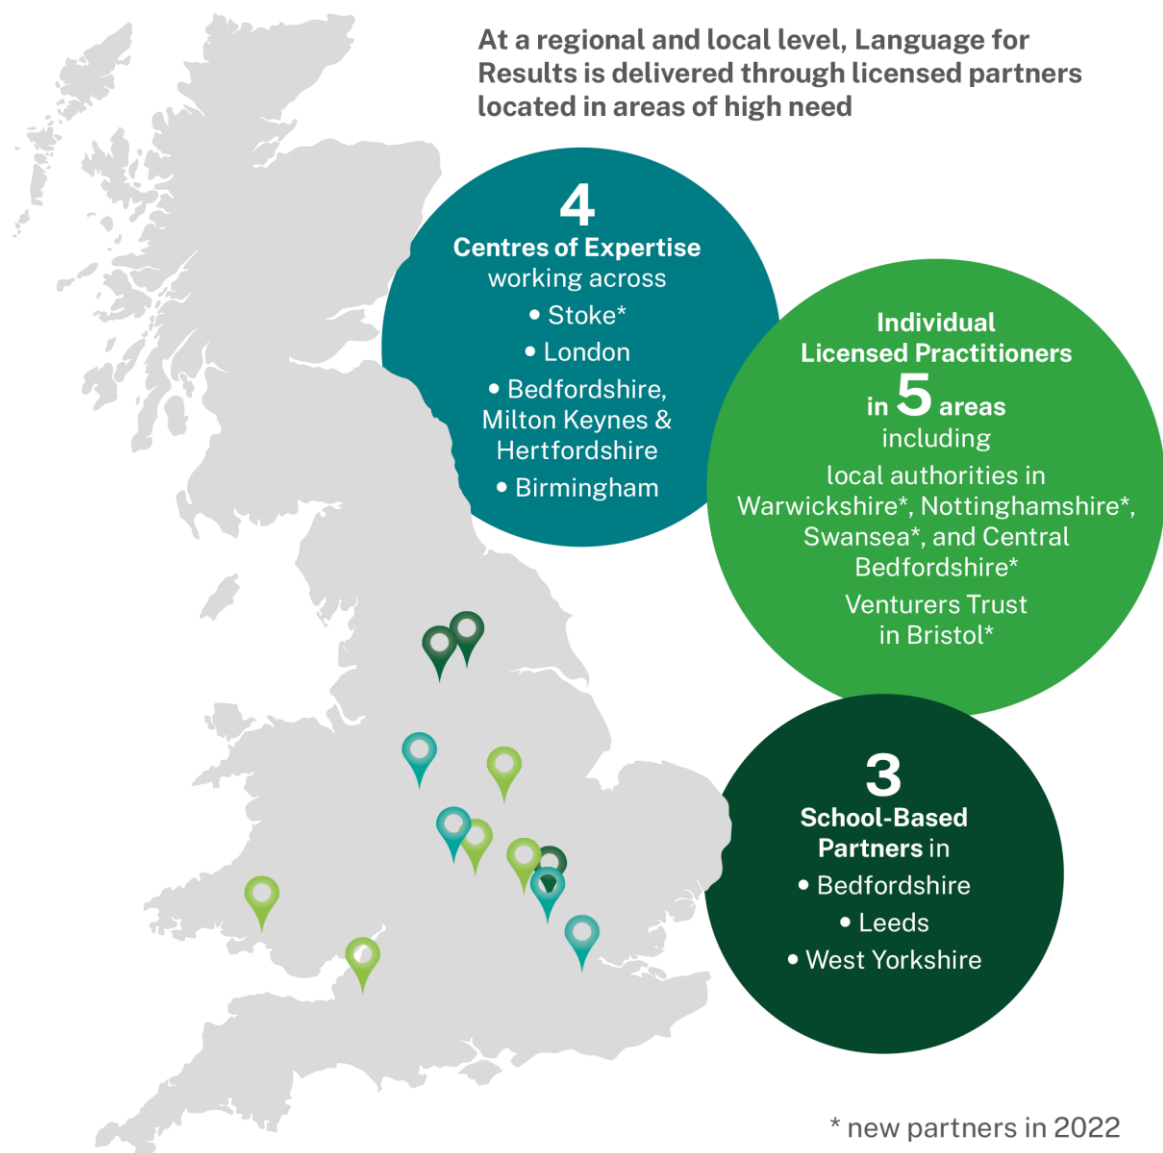 At a regional and local level, Language for
Results is delivered through licensed partners
located in areas of high need
4
Centres of Expertise
working across
• Stoke*
• London
• Bedfordshire,
Milton Keynes &
Hertfordshire
• Birmingham
Individual
Licensed Practitioners
in 5 areas
including
local authorities in
Warwickshire*, Nottinghamshire*,
Swansea*, and Central
Bedfordshire*
Venturers Trust
in Bristol*
3
School-Based
Partners in
• Bedfordshire
• Leeds
• West Yorkshire
* new partners in 2022